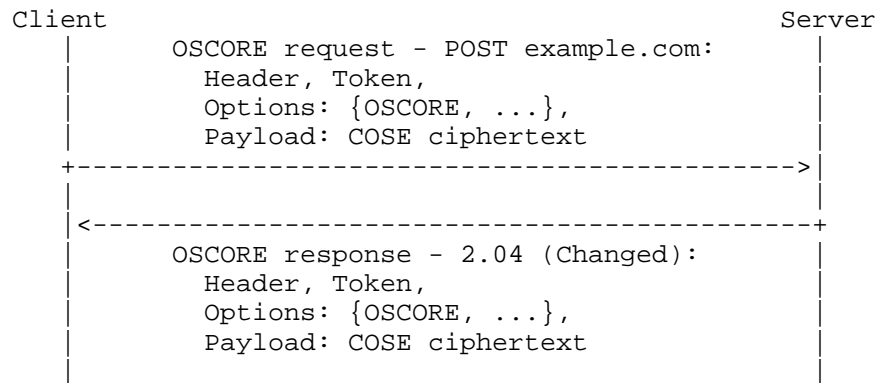 Client Server
OSCORE request - POST example.com:
Header, Token,
Options: {OSCORE, ...},
Payload: COSE ciphertext
+--------------------------------------------->|
|<---------------------------------------------+
OSCORE response - 2.04 (Changed):
Header, Token,
Options: {OSCORE, ...},
Payload: COSE ciphertext